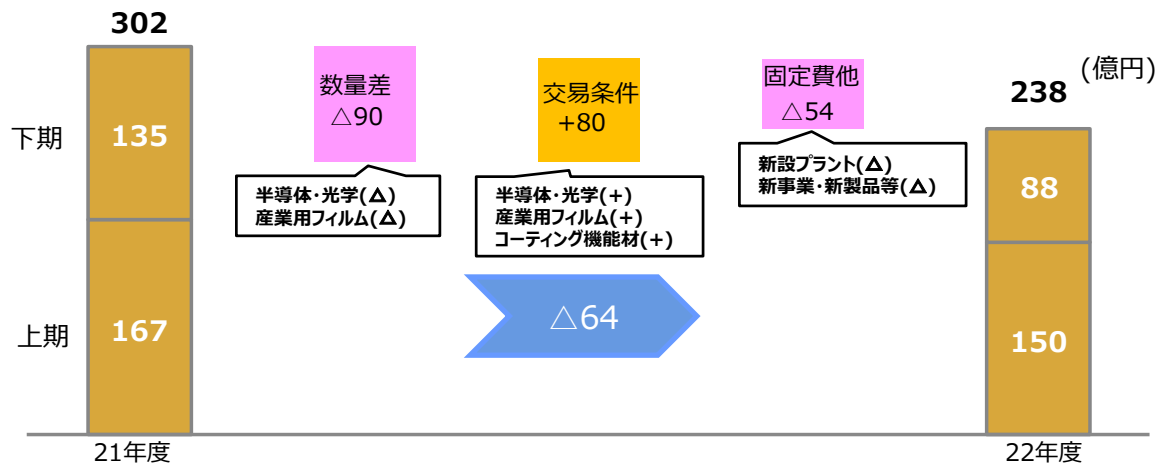 302
下期
135
上期
167
21年度
数量差
△90
半導体・光学(△)
産業用フィルム(△)
交易条件
+80
半導体・光学(+)
産業用フィルム(+)
コーティング機能材(+)
固定費他
△54
新設プラント(△)
新事業・新製品等(△)
△64
(億円)
238
88
150
22年度